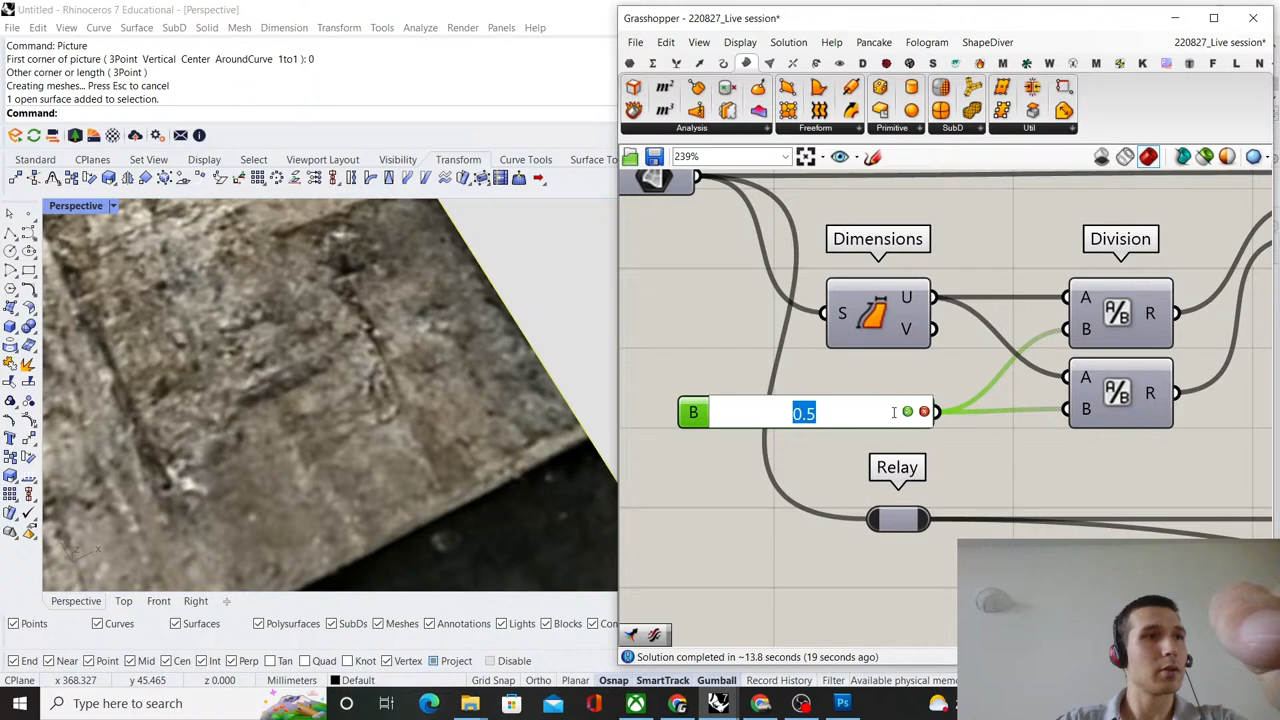 Untitled - Rhinoceros 7 Educational - [Perspective]
File Edit View Curve Surface Solid Mesh Dimension Transform Tools Analyze Render Panels Help
Command: Picture
First corner of picture ( 3Point Vertical Center AroundCurve 1to1 ): 0
Other corner or length ( 3Point )
Creating meshes... Press Esc to cancel
1 open surface added to selection.
Command:
Standard CPlanes Set View Display Select Viewport Layout Visibility Transform Curve Tools Surface To
Perspective
Perspective Top Front Right
Points Curves Surfaces Polysurfaces SubDs Meshes Annotations Lights Blocks Con
End Near Point Mid Cen Int Perp Tan Quad Knot Vertex Project Disable
x 368.327 y 45.465 z 0.000 Millimeters Default Grid Snap Ortho Planar Osnap SmartTrack Gumball Record History Filter Available physical mem
Type here to search
Grasshopper - 220827_Live session*
File Edit View Display Solution Help Pancake Fologram ShapeDiver 220827_Live session*
D M W M K F L N
m² m³
Analysis Freeform Primitive SubD Util
239%
Dimensions
Division
S U V
A B R
B 0.5
A B R
A/B
A/B
Relay
Solution completed in ~13.8 seconds (19 seconds ago)
Ps